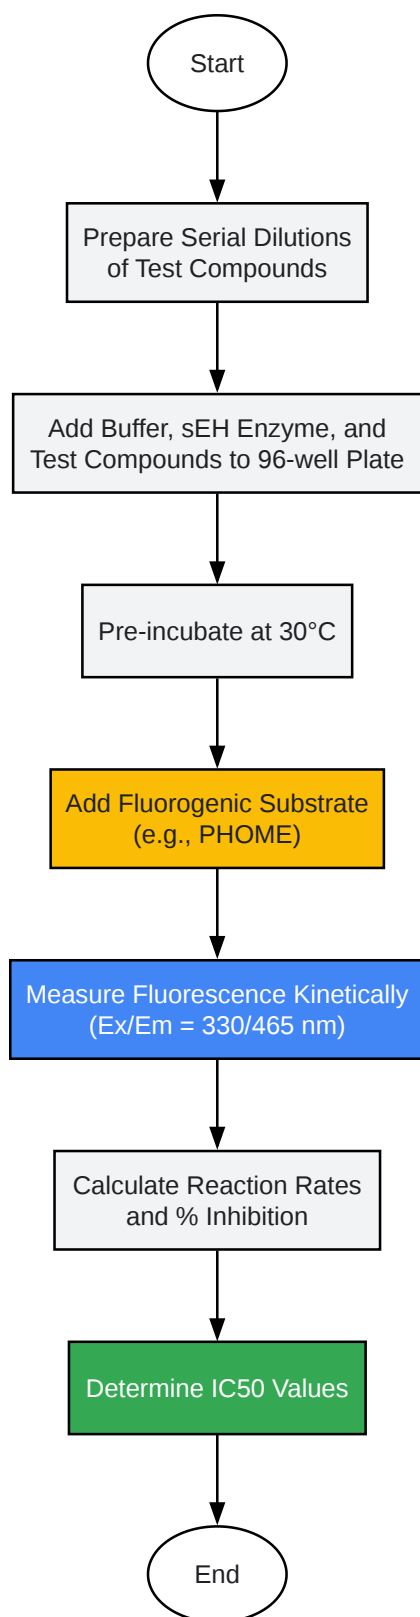 Start
Prepare Serial Dilutions
of Test Compounds
Add Buffer, sEH Enzyme, and
Test Compounds to 96-well Plate
Pre-incubate at 30°C
Add Fluorogenic Substrate
(e.g., PHOME)
Measure Fluorescence Kinetically
(Ex/Em = 330/465 nm)
Calculate Reaction Rates
and % Inhibition
Determine IC50 Values
End